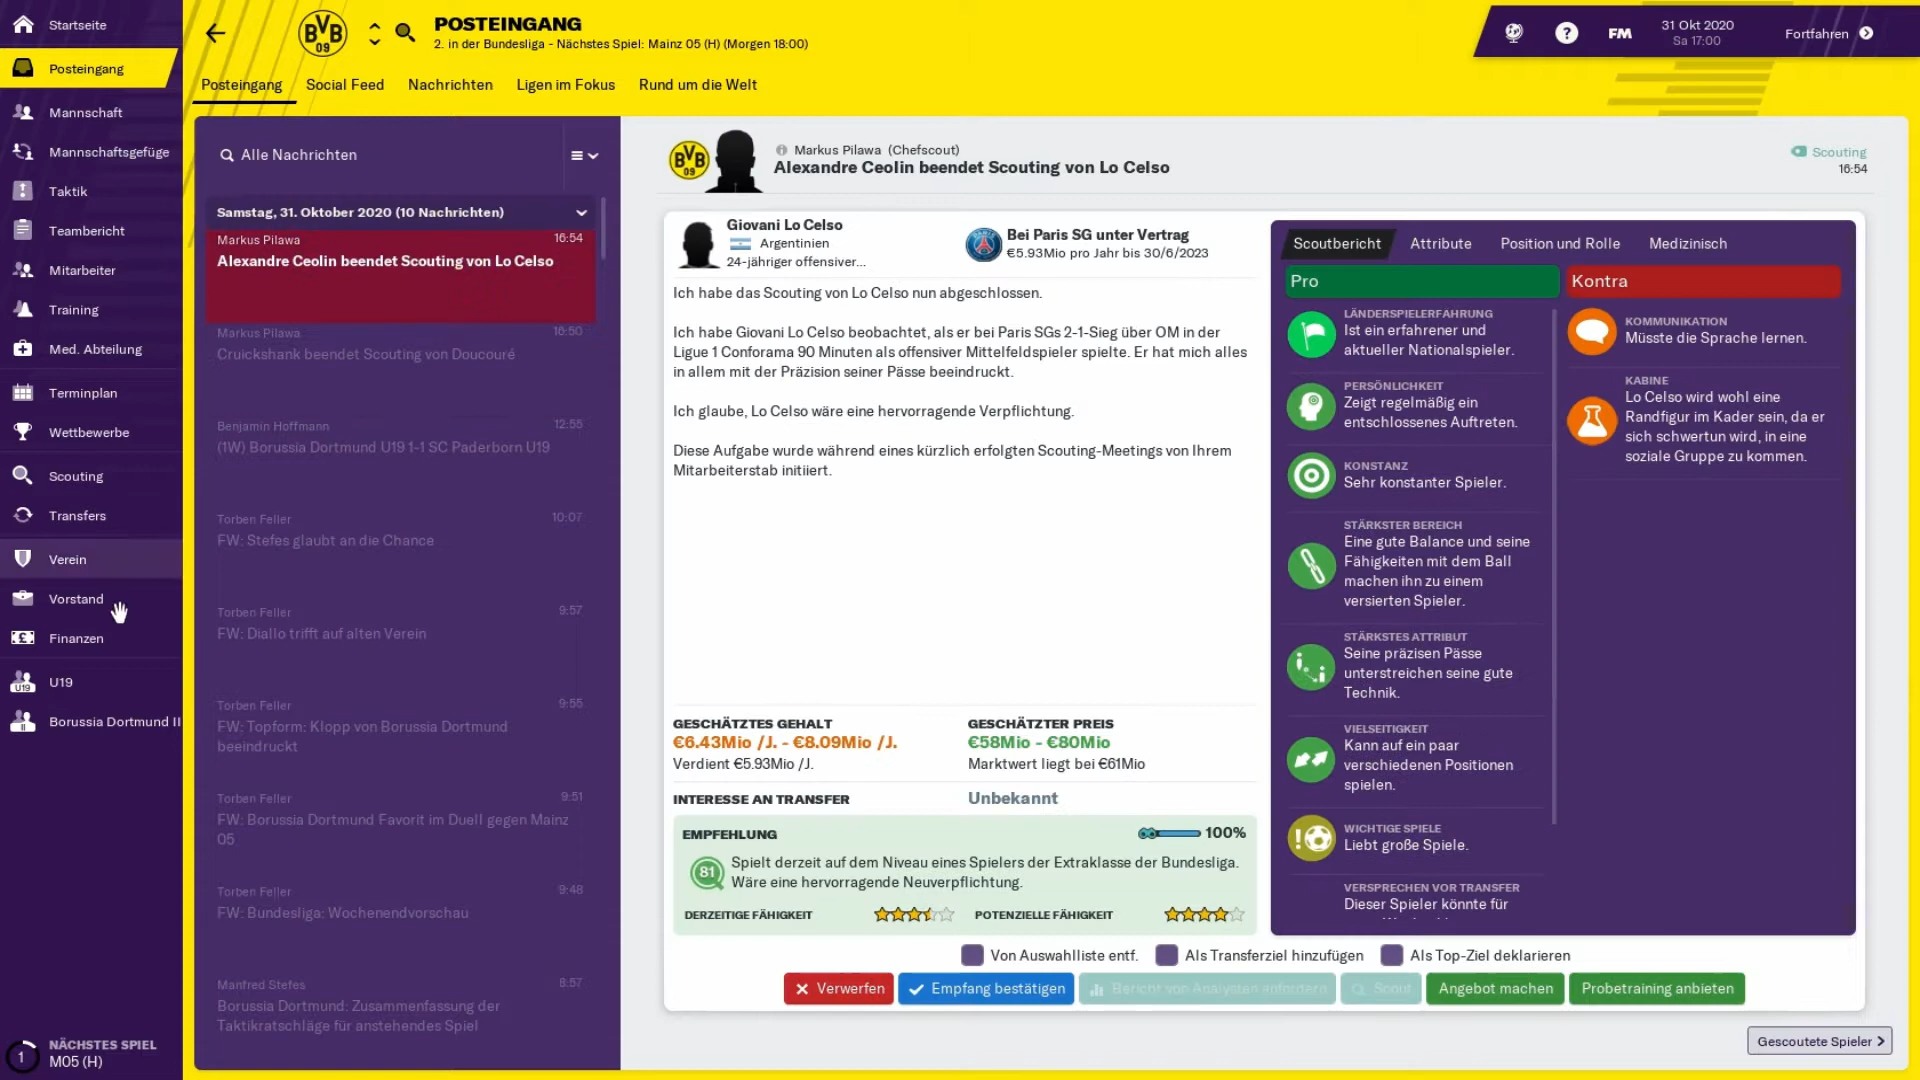 Startseite
Posteingang
Mannschaft
Mannschaftsgefüge
Taktik
Teambericht
Mitarbeiter
Training
Med. Abteilung
Terminplan
Wettbewerbe
Scouting
Transfers
Verein
Vorstand
Finanzen
U19
U19
II
Borussia Dortmund II
1
NÄCHSTES SPIEL
M05 (H)
BVB
09
POSTEINGANG
2. in der Bundesliga - Nächstes Spiel: Mainz 05 (H) (Morgen 18:00)
?
FM
31 Okt 2020
Sa 17:00
Fortfahren
Posteingang
Social Feed
Nachrichten
Ligen im Fokus
Rund um die Welt
Alle Nachrichten
Samstag, 31. Oktober 2020 (10 Nachrichten)
Markus Pilawa 16:54
Alexandre Ceolin beendet Scouting von Lo Celso
Markus Pilawa 16:50
Cruickshank beendet Scouting von Doucouré
Benjamin Hoffmann 12:55
(1W) Borussia Dortmund U19 1-1 SC Paderborn U19
Torben Feller 10:07
FW: Stefes glaubt an die Chance
Torben Feller 9:57
FW: Diallo trifft auf alten Verein
Torben Feller 9:55
FW: Topform: Klopp von Borussia Dortmund
beeindruckt
Torben Feller 9:51
FW: Borussia Dortmund Favorit im Duell gegen Mainz
05
Torben Feller 9:48
FW: Bundesliga: Wochenendvorschau
Manfred Stefes 8:57
Borussia Dortmund: Zusammenfassung der
Taktikratschläge für anstehendes Spiel
BVB
09
Markus Pilawa (Chefscout)
Alexandre Ceolin beendet Scouting von Lo Celso
Scouting
16:54
Giovani Lo Celso
Argentinien
24-jähriger offensiver...
Bei Paris SG unter Vertrag
€5.93Mio pro Jahr bis 30/6/2023
Ich habe das Scouting von Lo Celso nun abgeschlossen.
Ich habe Giovani Lo Celso beobachtet, als er bei Paris SGs 2-1-Sieg über OM in der
Ligue 1 Conforama 90 Minuten als offensiver Mittelfeldspieler spielte. Er hat mich alles
in allem mit der Präzision seiner Pässe beeindruckt.
Ich glaube, Lo Celso wäre eine hervorragende Verpflichtung.
Diese Aufgabe wurde während eines kürzlich erfolgten Scouting-Meetings von Ihrem
Mitarbeiterstab initiiert.
GESCHÄTZTES GEHALT
€6.43Mio /J. - €8.09Mio /J.
Verdient €5.93Mio /J.
GESCHÄTZTER PREIS
€58Mio - €80Mio
Marktwert liegt bei €61Mio
INTERESSE AN TRANSFER
Unbekannt
EMPFEHLUNG
100%
81
Spielt derzeit auf dem Niveau eines Spielers der Extraklasse der Bundesliga.
Wäre eine hervorragende Neuverpflichtung.
DERZEITIGE FÄHIGKEIT
POTENZIELLE FÄHIGKEIT
Scoutbericht
Attribute
Position und Rolle
Medizinisch
Pro
LÄNDERSPIELERFAHRUNG
Ist ein erfahrener und
aktueller Nationalspieler.
PERSÖNLICHKEIT
Zeigt regelmäßig ein
entschlossenes Auftreten.
KONSTANZ
Sehr konstanter Spieler.
STÄRKSTER BEREICH
Eine gute Balance und seine
Fähigkeiten mit dem Ball
machen ihn zu einem
versierten Spieler.
STÄRKSTES ATTRIBUT
Seine präzisen Pässe
unterstreichen seine gute
Technik.
VIELSEITIGKEIT
Kann auf ein paar
verschiedenen Positionen
spielen.
WICHTIGE SPIELE
Liebt große Spiele.
VERSPRECHEN VOR TRANSFER
Dieser Spieler könnte für
Kontra
KOMMUNIKATION
Müsste die Sprache lernen.
KABINE
Lo Celso wird wohl eine
Randfigur im Kader sein, da er
sich schwertun wird, in eine
soziale Gruppe zu kommen.
Von Auswahlliste entf.
Als Transferziel hinzufügen
Als Top-Ziel deklarieren
Verwerfen
Empfang bestätigen
Bericht von Analysten anfordern
Scout
Angebot machen
Probetraining anbieten
Gescoutete Spieler